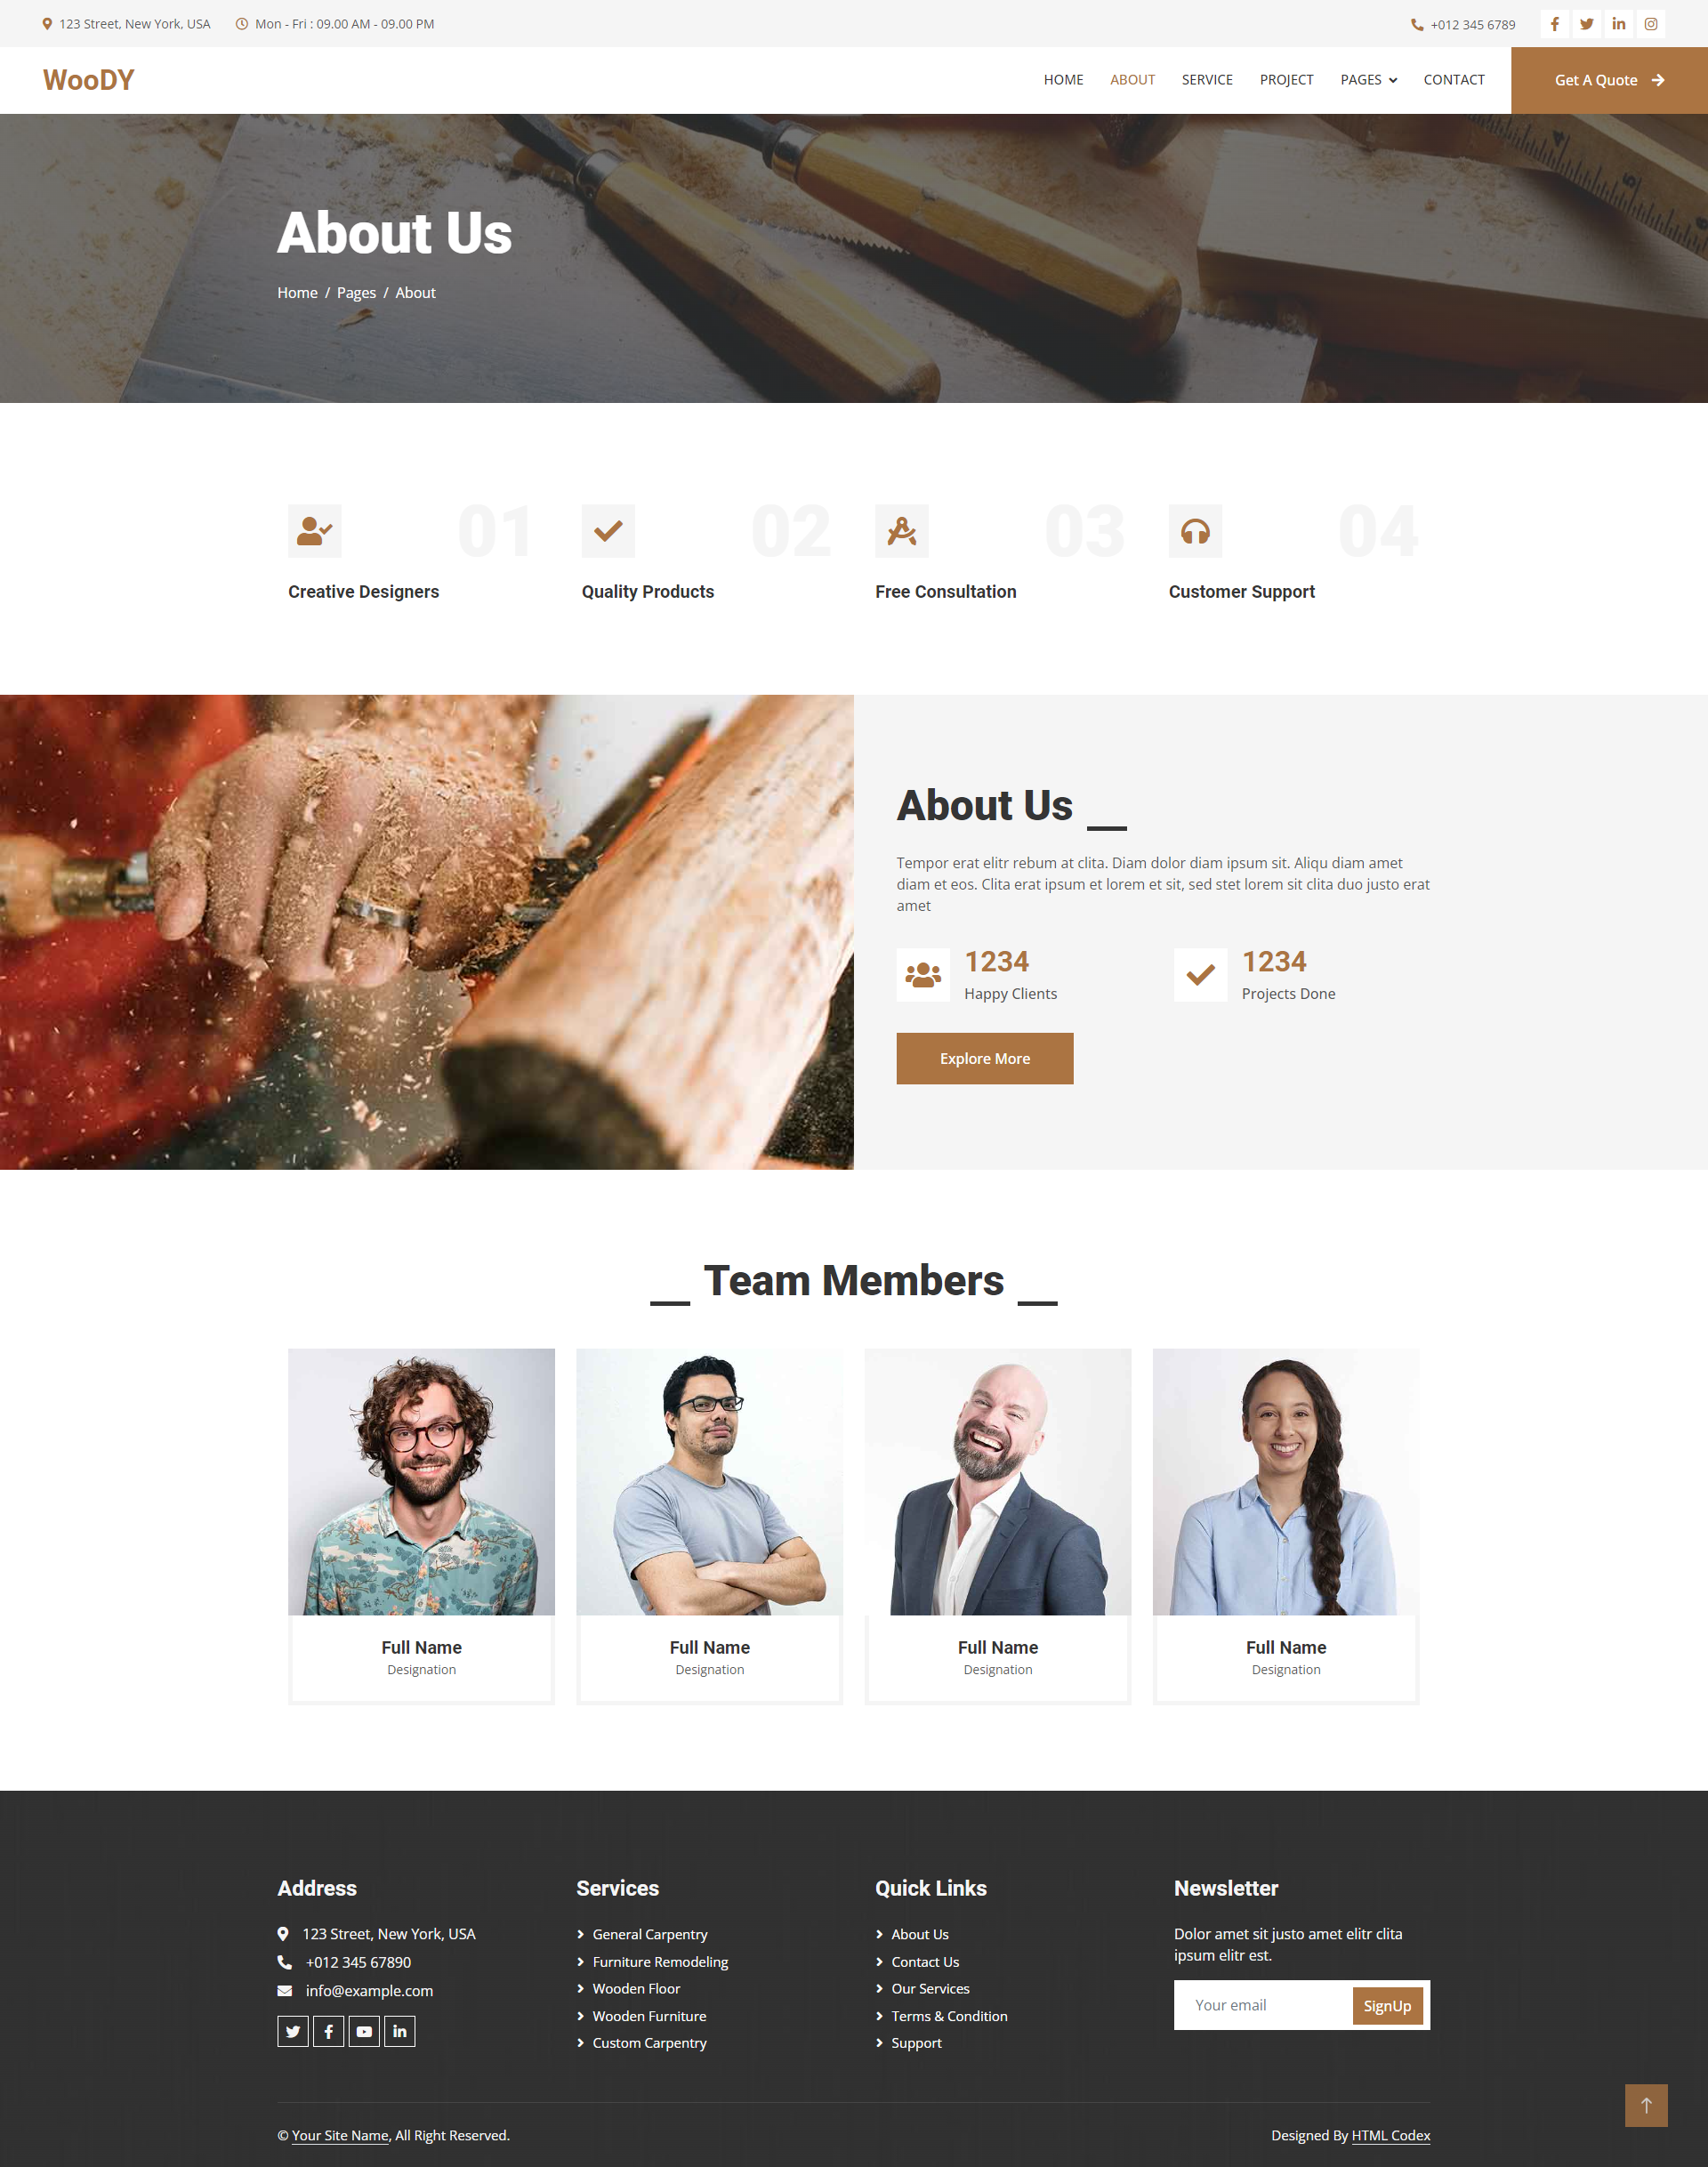 123 Street, New York, USA
Mon - Fri : 09.00 AM - 09.00 PM
+012 345 6789
WooDY
HOME
ABOUT
SERVICE
PROJECT
PAGES
CONTACT
Get A Quote
About Us
Home / Pages / About
01
02
03
04
Creative Designers
Quality Products
Free Consultation
Customer Support
About Us
Tempor erat elitr rebum at clita. Diam dolor diam ipsum sit. Aliqu diam amet
diam et eos. Clita erat ipsum et lorem et sit, sed stet lorem sit clita duo justo erat
amet
1234
Happy Clients
1234
Projects Done
Explore More
Team Members
Full Name
Designation
Full Name
Designation
Full Name
Designation
Full Name
Designation
Address
123 Street, New York, USA
+012 345 67890
info@example.com
Services
General Carpentry
Furniture Remodeling
Wooden Floor
Wooden Furniture
Custom Carpentry
Quick Links
About Us
Contact Us
Our Services
Terms & Condition
Support
Newsletter
Dolor amet sit justo amet elitr clita
ipsum elitr est.
Your email
SignUp
© Your Site Name, All Right Reserved.
Designed By HTML Codex